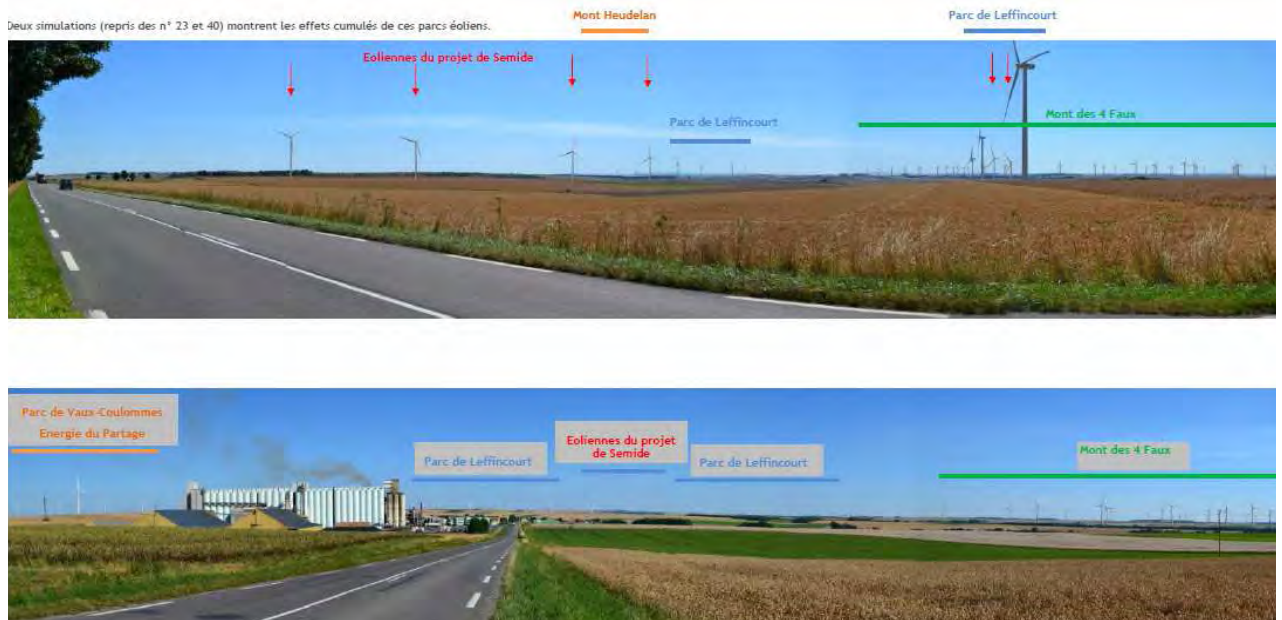 Deux simulations (repris des n° 23 et 40) montrent les effets cumulés de ces parcs éoliens.
Mont Heudelan
Parc de Leffincourt
Eoliennes du projet de Semide
Parc de Leffincourt
Mont des 4 Faux
Parc de Vaux-Coulommes
Energie du Partage
Parc de Leffincourt
Eoliennes du projet
de Semide
Parc de Leffincourt
Mont des 4 Faux